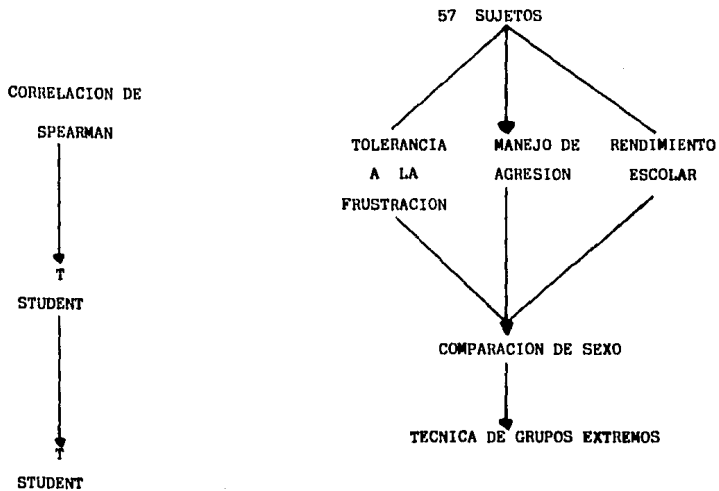 57 SUJETOS
CORRELACION DE
SPEARMAN
T
STUDENT
T
STUDENT
TOLERANCIA
A LA
FRUSTRACION
MANEJO DE
AGRESION
RENDIMIENTO
ESCOLAR
COMPARACION DE SEXO
TECNICA DE GRUPOS EXTREMOS